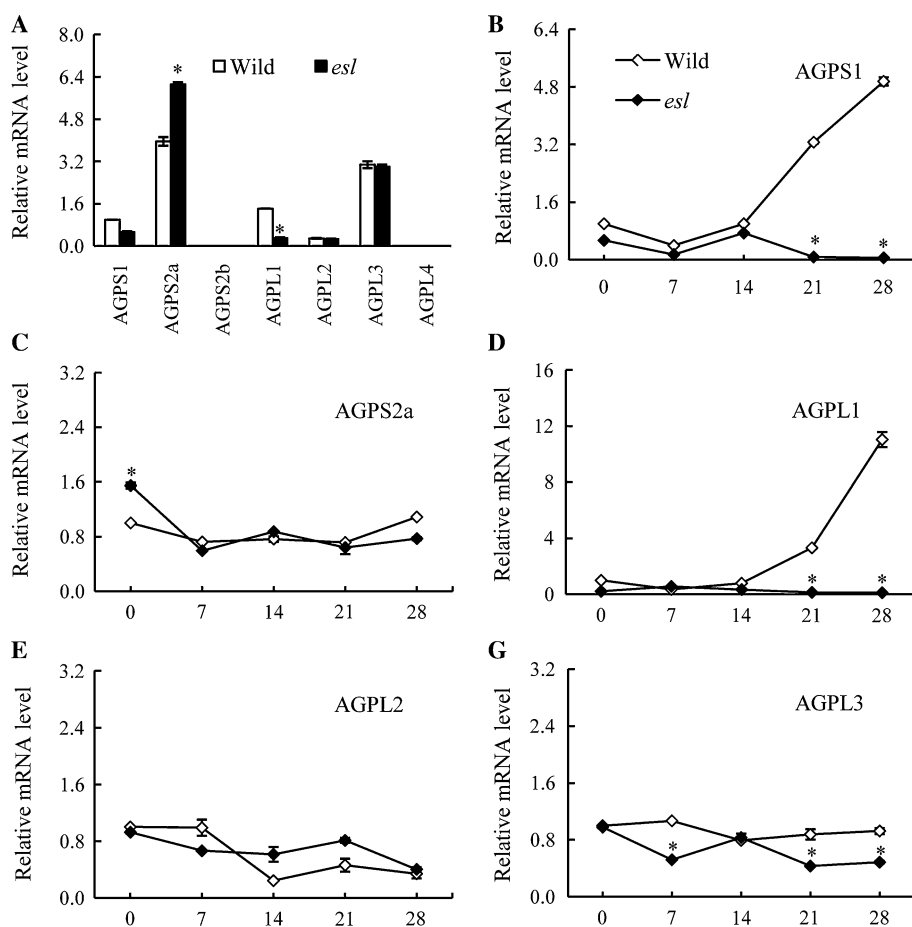 A
Relative mRNA level
8.0
6.4
4.8
3.2
1.6
0.0
Wild
esl
*
*
AGPS1
AGPS2a
AGPS2b
AGPL1
AGPL2
AGPL3
AGPL4
B
Relative mRNA level
6.4
4.8
3.2
1.6
0.0
Wild
esl
AGPS1
* *
0 7 14 21 28
C
Relative mRNA level
3.2
2.4
1.6
0.8
0.0
AGPS2a
*
0 7 14 21 28
D
Relative mRNA level
16
12
8
4
0
AGPL1
* *
0 7 14 21 28
E
Relative mRNA level
3.2
2.4
1.6
0.8
0.0
AGPL2
0 7 14 21 28
G
Relative mRNA level
3.2
2.4
1.6
0.8
0.0
AGPL3
* * *
0 7 14 21 28